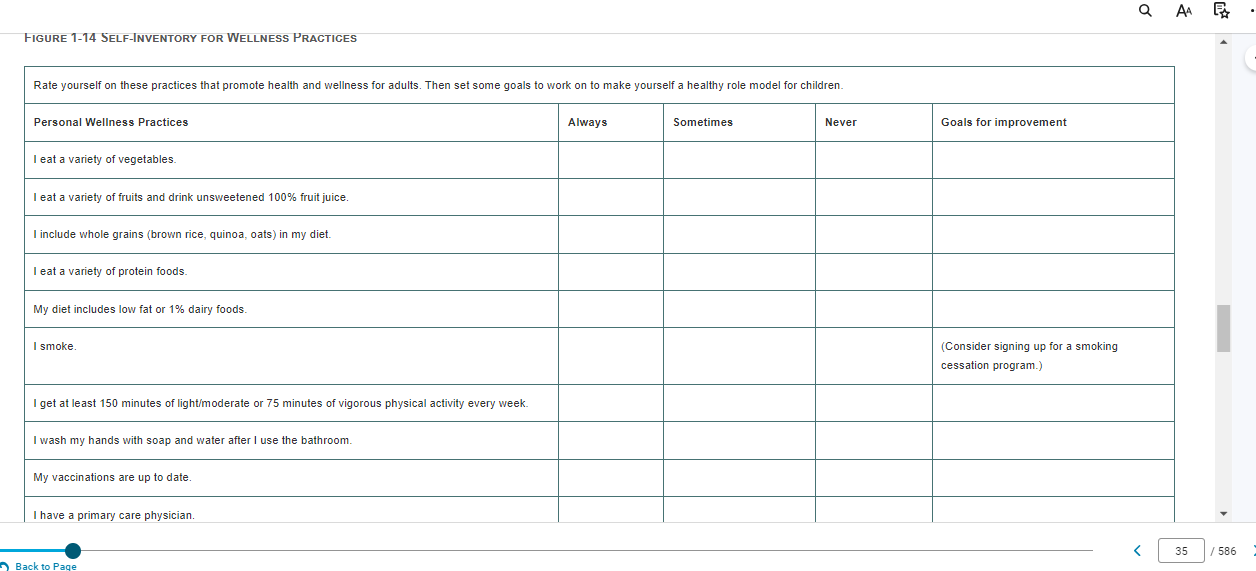 AA
FIGURE 1-14 SELF-INVENTORY FOR WELLNESS PRACTICES
Rate yourself on these practices that promote health and wellness for adults. Then set some goals to work on to make yourself a healthy role model for children.
Personal Wellness Practices Always Sometimes Never Goals for improvement
I eat a variety of vegetables.
I eat a variety of fruits and drink unsweetened 100% fruit juice.
I include whole grains (brown rice, quinoa, oats) in my diet.
I eat a variety of protein foods.
My diet includes low fat or 1% dairy foods.
I smoke. (Consider signing up for a smoking
cessation program.)
I get at least 150 minutes of light/moderate or 75 minutes of vigorous physical activity every week.
I wash my hands with soap and water after I use the bathroom.
My vaccinations are up to date.
I have a primary care physician.
35 / 586
Back to Page